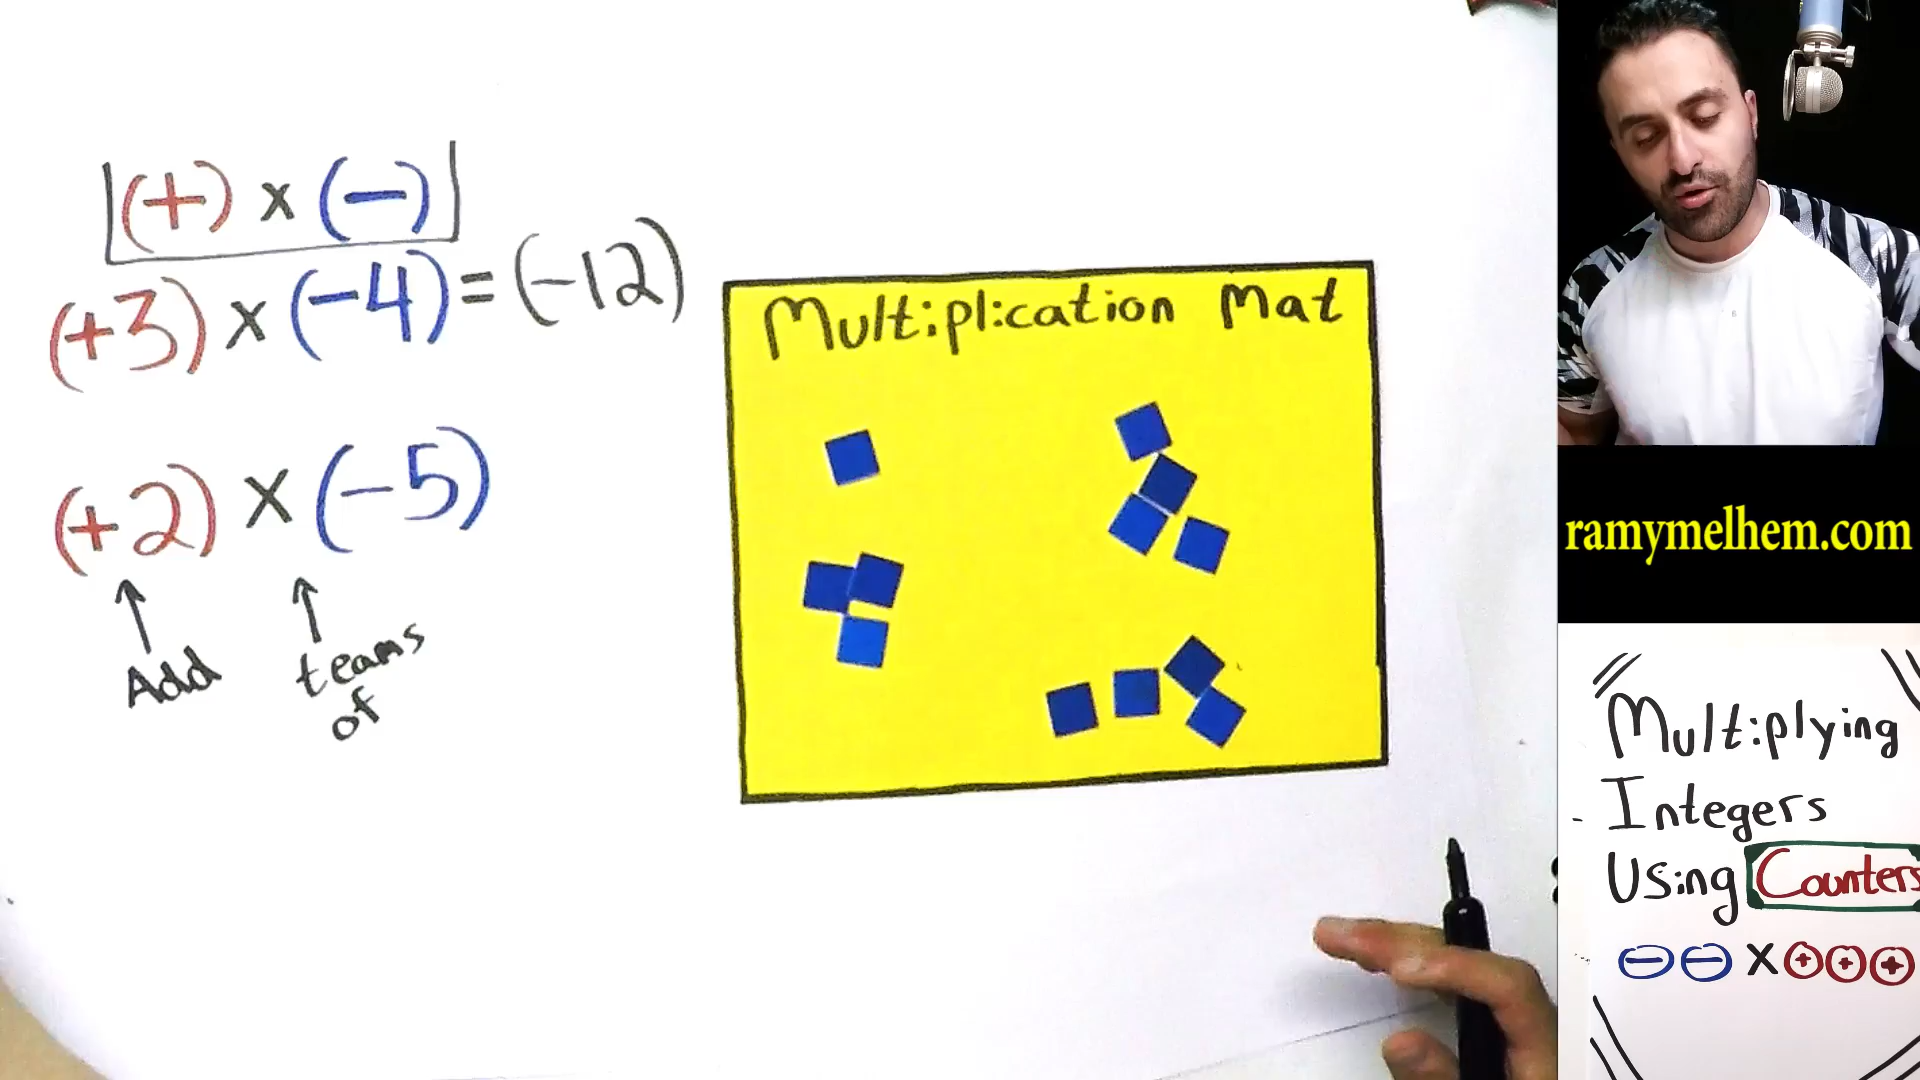 (+) x (-)
(+3) x (-4) = (-12)
(+2) x (-5)
Add
teams
of
Multiplication Mat
ramymelhem.com
Multiplying
Integers
Using Counters
- - x + + +